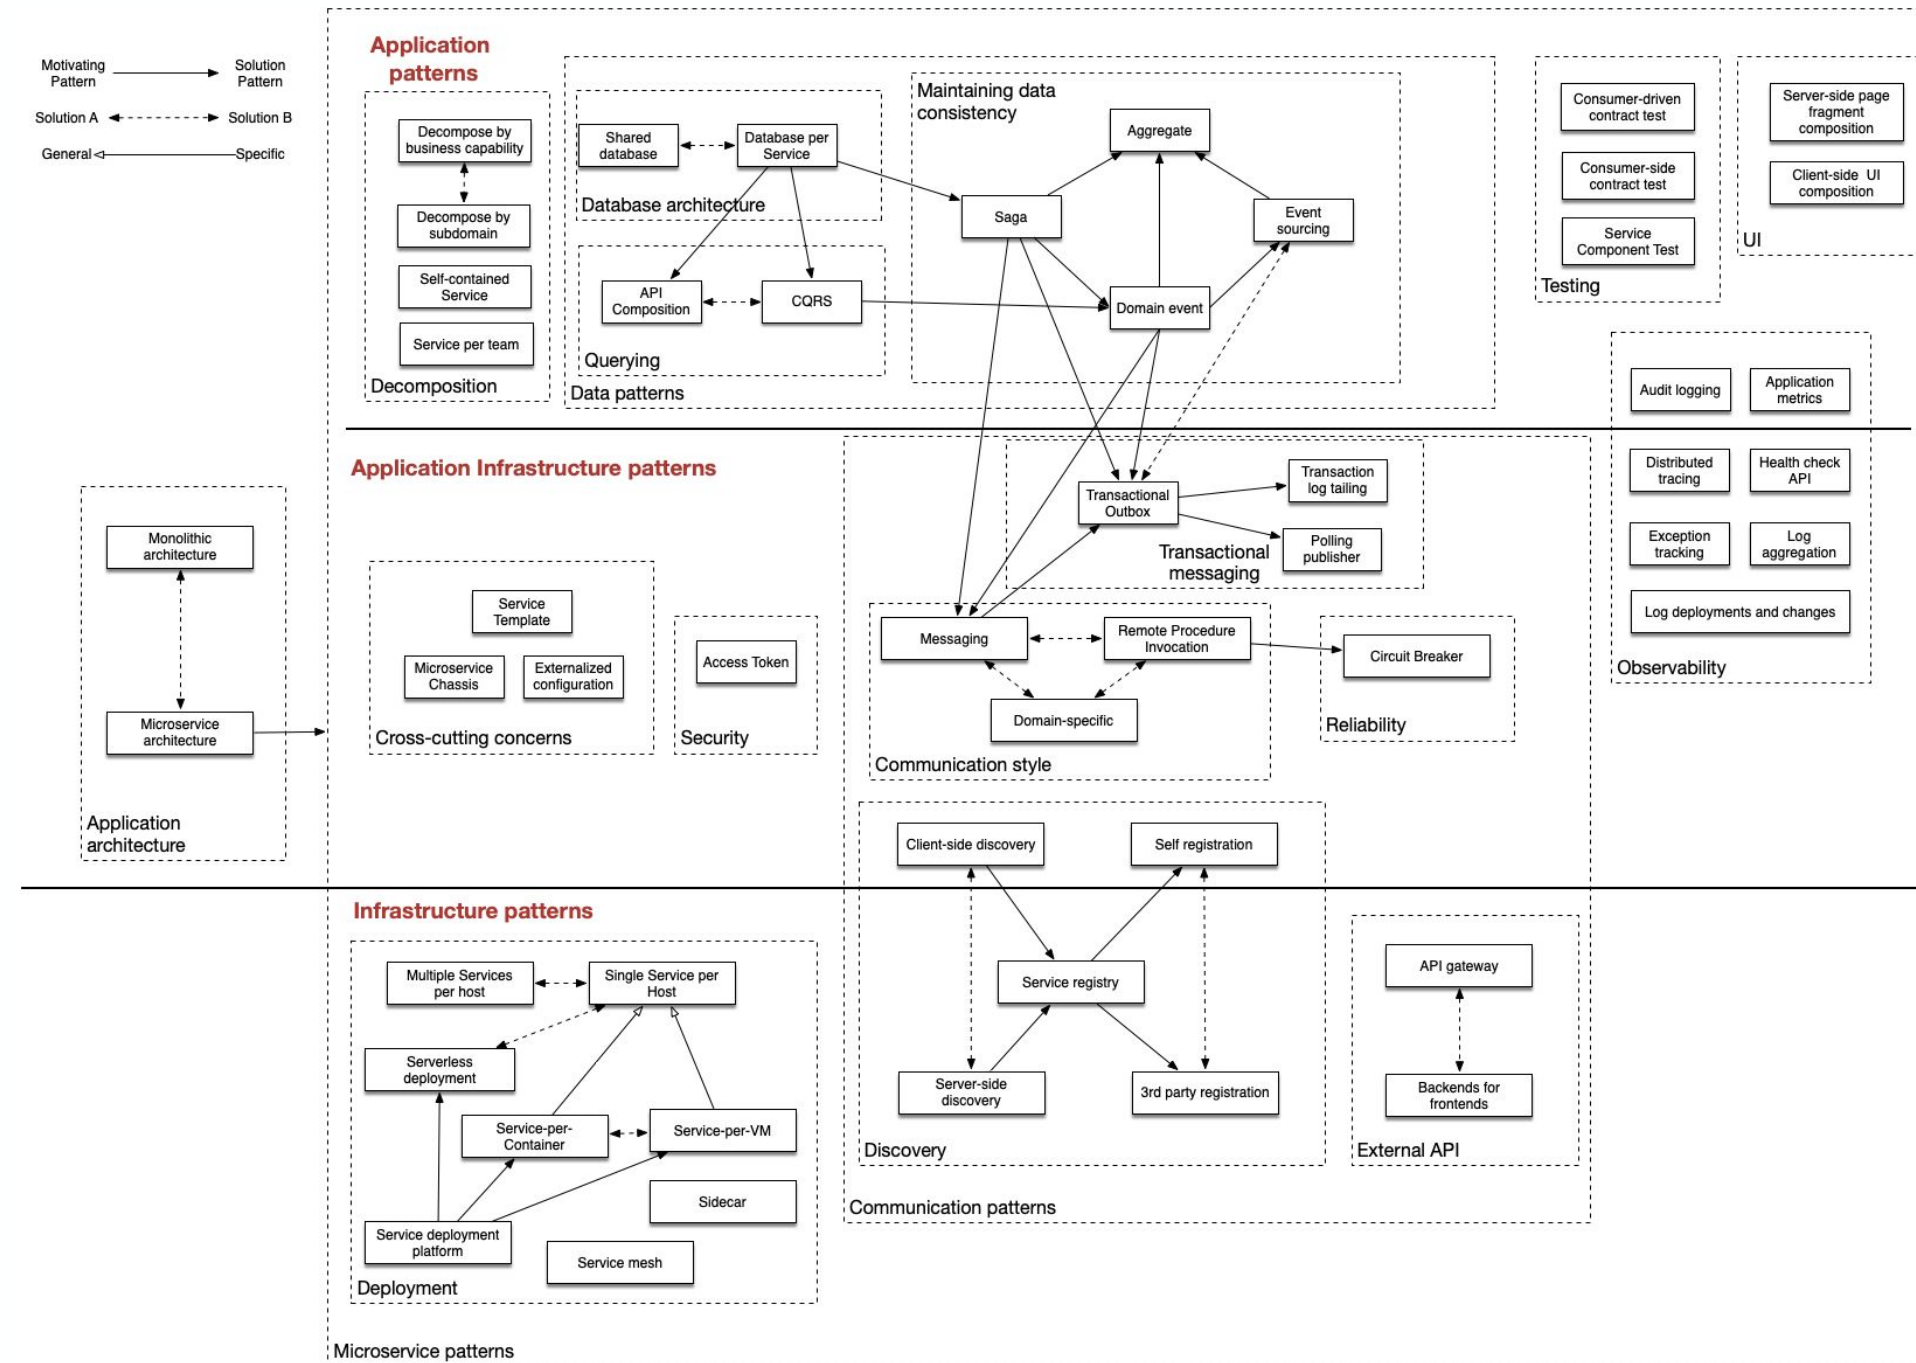 Motivating
Pattern
Solution
Pattern
Solution A
Solution B
General
Specific
Application
patterns
Decompose by
business capability
Decompose by
subdomain
Self-contained
Service
Service per team
Decomposition
Shared
database
Database per
Service
Database architecture
API
Composition
CQRS
Querying
Data patterns
Maintaining data
consistency
Aggregate
Saga
Event
sourcing
Domain event
Consumer-driven
contract test
Consumer-side
contract test
Service
Component Test
Testing
Server-side page
fragment
composition
Client-side UI
composition
UI
Audit logging
Application
metrics
Distributed
tracing
Health check
API
Exception
tracking
Log
aggregation
Log deployments and changes
Observability
Application Infrastructure patterns
Monolithic
architecture
Microservice
architecture
Application
architecture
Service
Template
Microservice
Chassis
Externalized
configuration
Cross-cutting concerns
Access Token
Security
Transactional
Outbox
Transaction
log tailing
Polling
publisher
Transactional
messaging
Messaging
Remote Procedure
Invocation
Domain-specific
Communication style
Circuit Breaker
Reliability
Client-side discovery
Self registration
Service registry
Server-side
discovery
3rd party registration
Discovery
API gateway
Backends for
frontends
External API
Communication patterns
Infrastructure patterns
Multiple Services
per host
Single Service per
Host
Serverless
deployment
Service-per-
Container
Service-per-VM
Sidecar
Service deployment
platform
Service mesh
Deployment
Microservice patterns